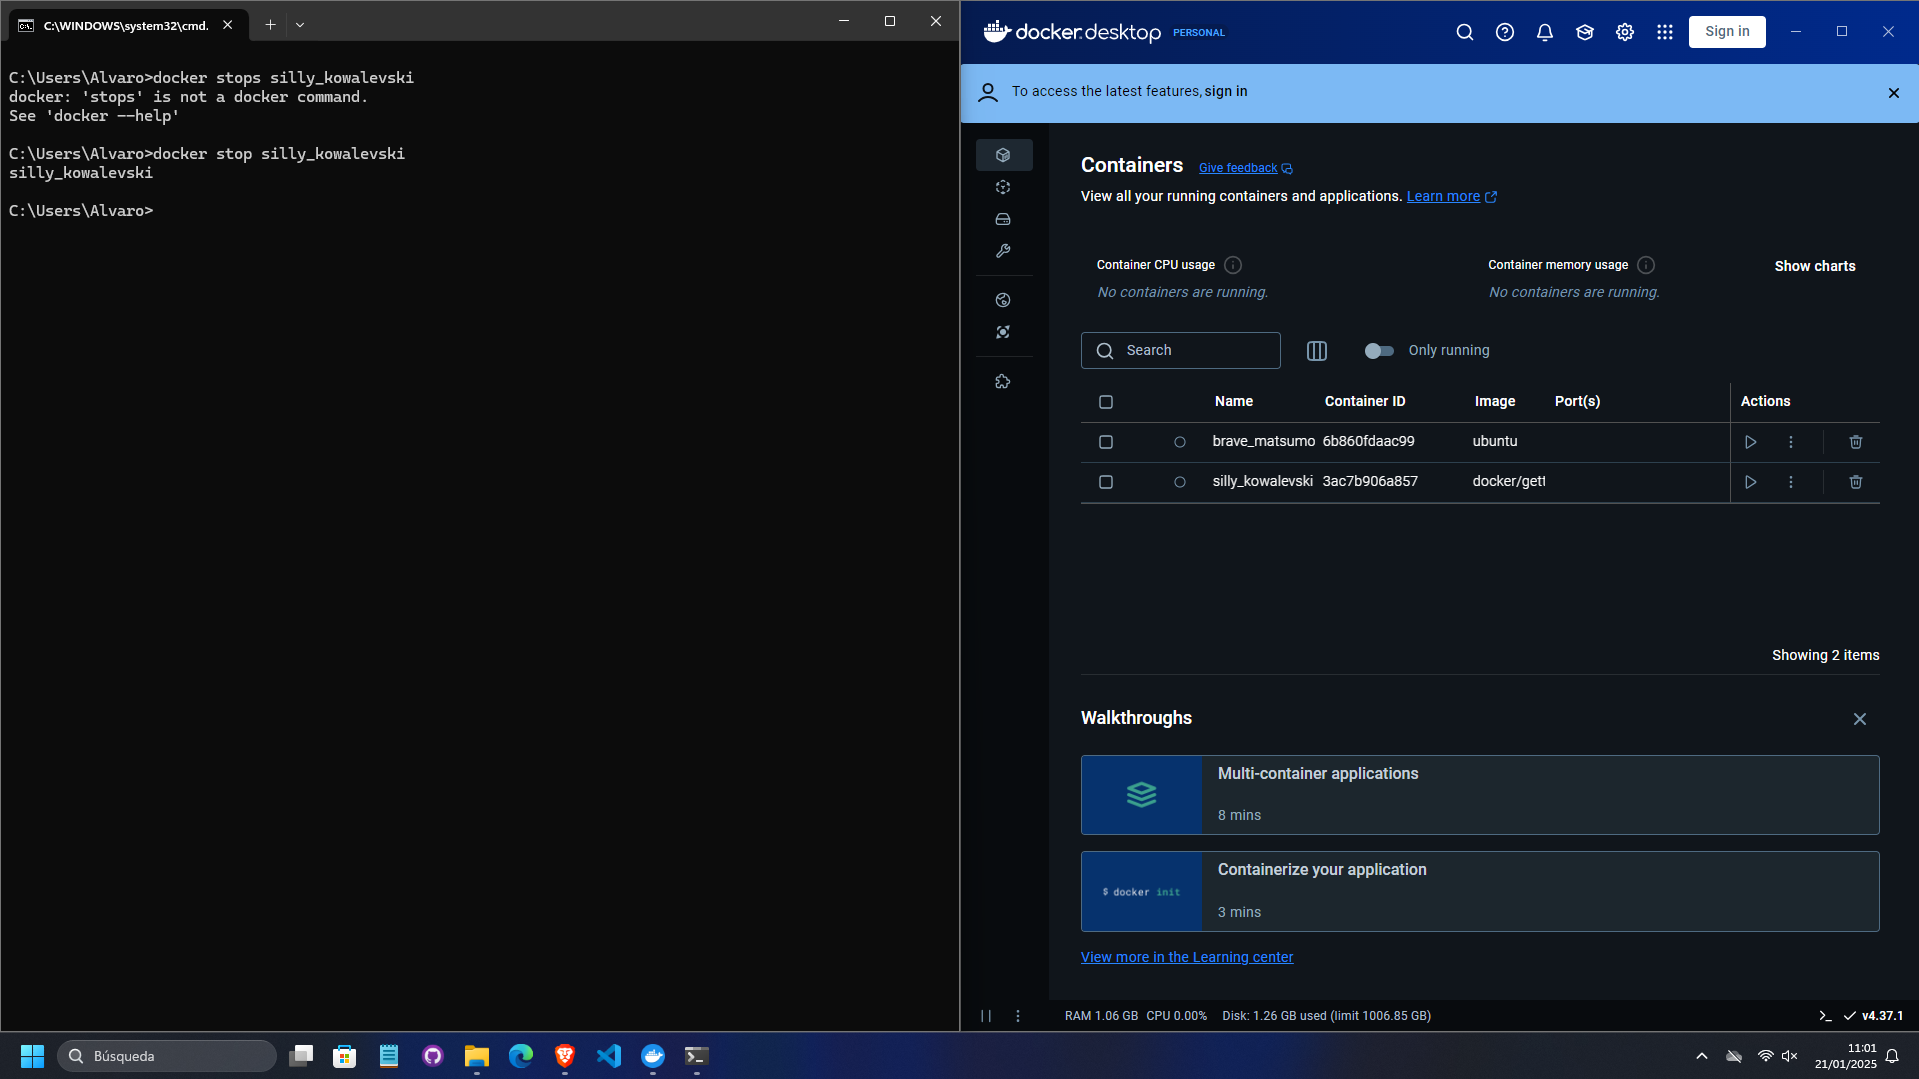 C:\WINDOWS\system32\cmd.
C:\Users\Alvaro>docker stops silly_kowalevski
docker: 'stops' is not a docker command.
See 'docker --help'
C:\Users\Alvaro>docker stop silly_kowalevski
silly_kowalevski
C:\Users\Alvaro>
docker.desktop PERSONAL
Sign in
To access the latest features, sign in
Containers Give feedback
View all your running containers and applications. Learn more
Container CPU usage
No containers are running.
Container memory usage
No containers are running.
Show charts
Search
Only running
Name Container ID Image Port(s) Actions
brave_matsumo 6b860fdaac99 ubuntu
silly_kowalevski 3ac7b906a857 docker/gett
Showing 2 items
Walkthroughs
Multi-container applications
8 mins
$ docker init
Containerize your application
3 mins
View more in the Learning center
RAM 1.06 GB CPU 0.00% Disk: 1.26 GB used (limit 1006.85 GB)
v4.37.1
Búsqueda
11:01
21/01/2025